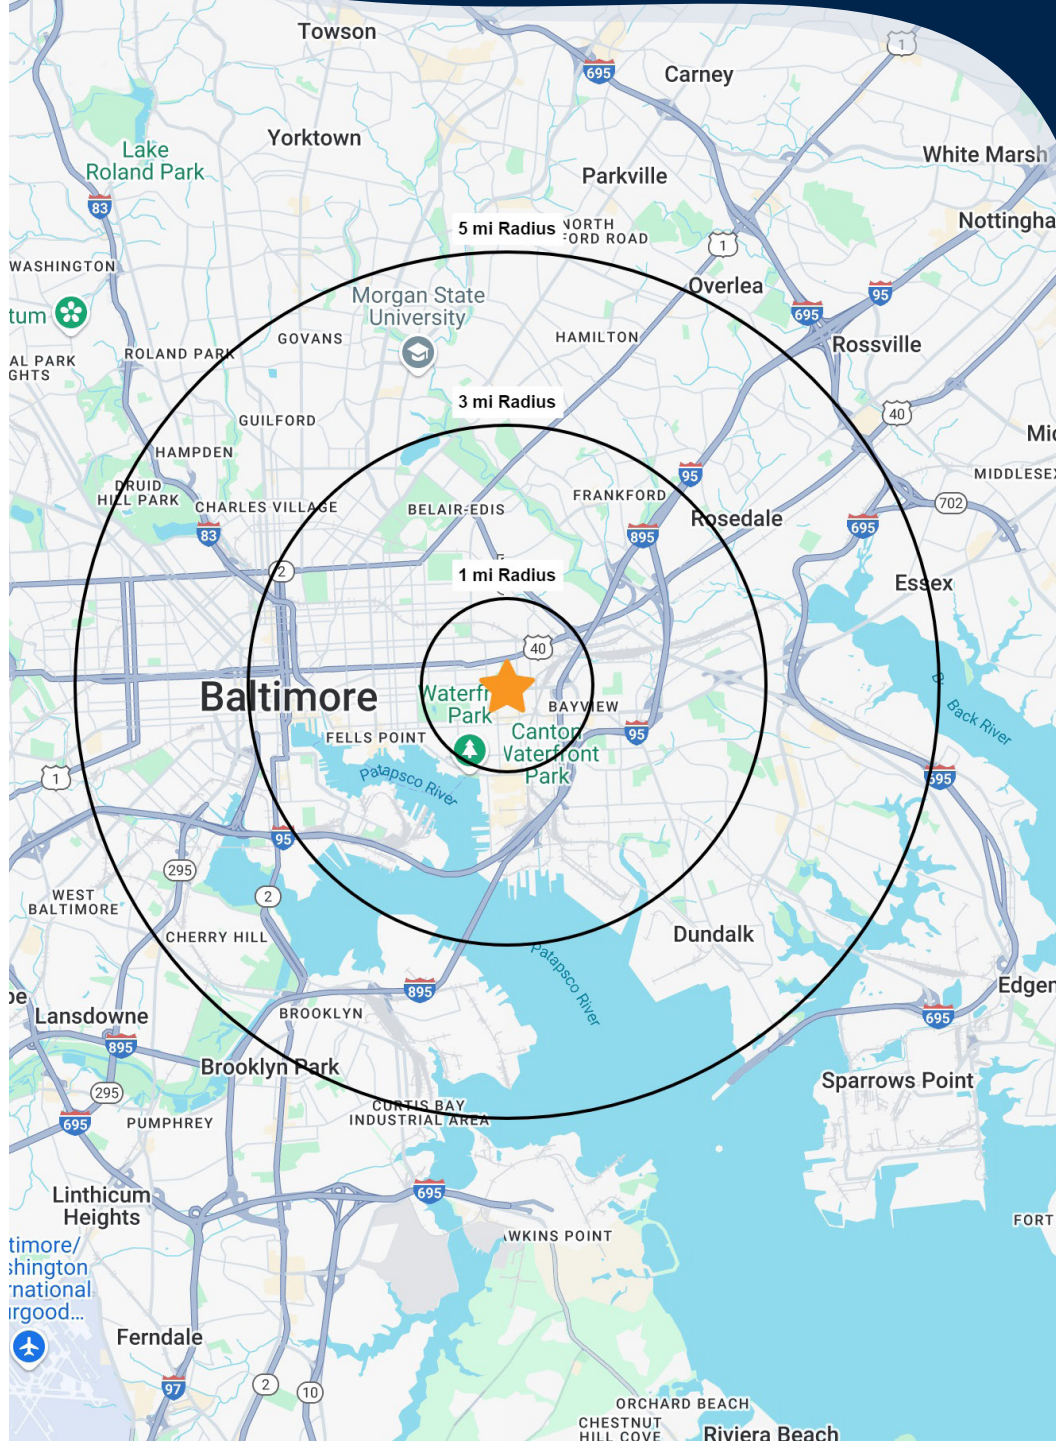 Towson
1
695
Carney
Yorktown
White Marsh
Lake
Roland Park
Parkville
83
Nottingha
5 mi Radius
NORTH
FORD ROAD
1
WASHINGTON
Overlea
95
Morgan State
University
tum
695
GOVANS
HAMILTON
Rossville
ROLAND PARK
AL PARK
GHTS
3 mi Radius
40
GUILFORD
Mid
HAMPDEN
95
MIDDLESEX
DRUID
HILL PARK
FRANKFORD
CHARLES VILLAGE
BELAIR-EDIS
702
Rosedale
695
83
895
2
1 mi Radius
Essex
40
Baltimore
Waterfr
Park
BAYVIEW
Back River
FELLS POINT
Canton
Waterfront
Park
95
Patapsco River
1
695
95
295
WEST
BALTIMORE
2
CHERRY HILL
Dundalk
Patapsco River
895
Edgem
Lansdowne
BROOKLYN
695
895
Brooklyn Park
Sparrows Point
295
CURTIS BAY
INDUSTRIAL AREA
695
PUMPHREY
695
Linthicum
Heights
FORT
AWKINS POINT
timore/
shington
rnational
urgood...
Ferndale
97
2
10
ORCHARD BEACH
CHESTNUT
HILL COVE
Riviera Beach